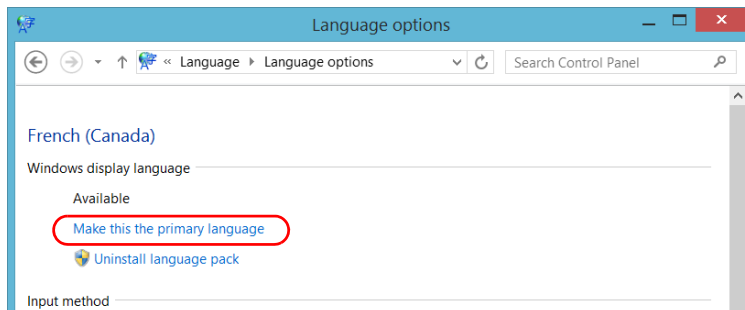 Language options
« Language Language options
Search Control Panel
French (Canada)
Windows display language
Available
Make this the primary language
Uninstall language pack
Input method